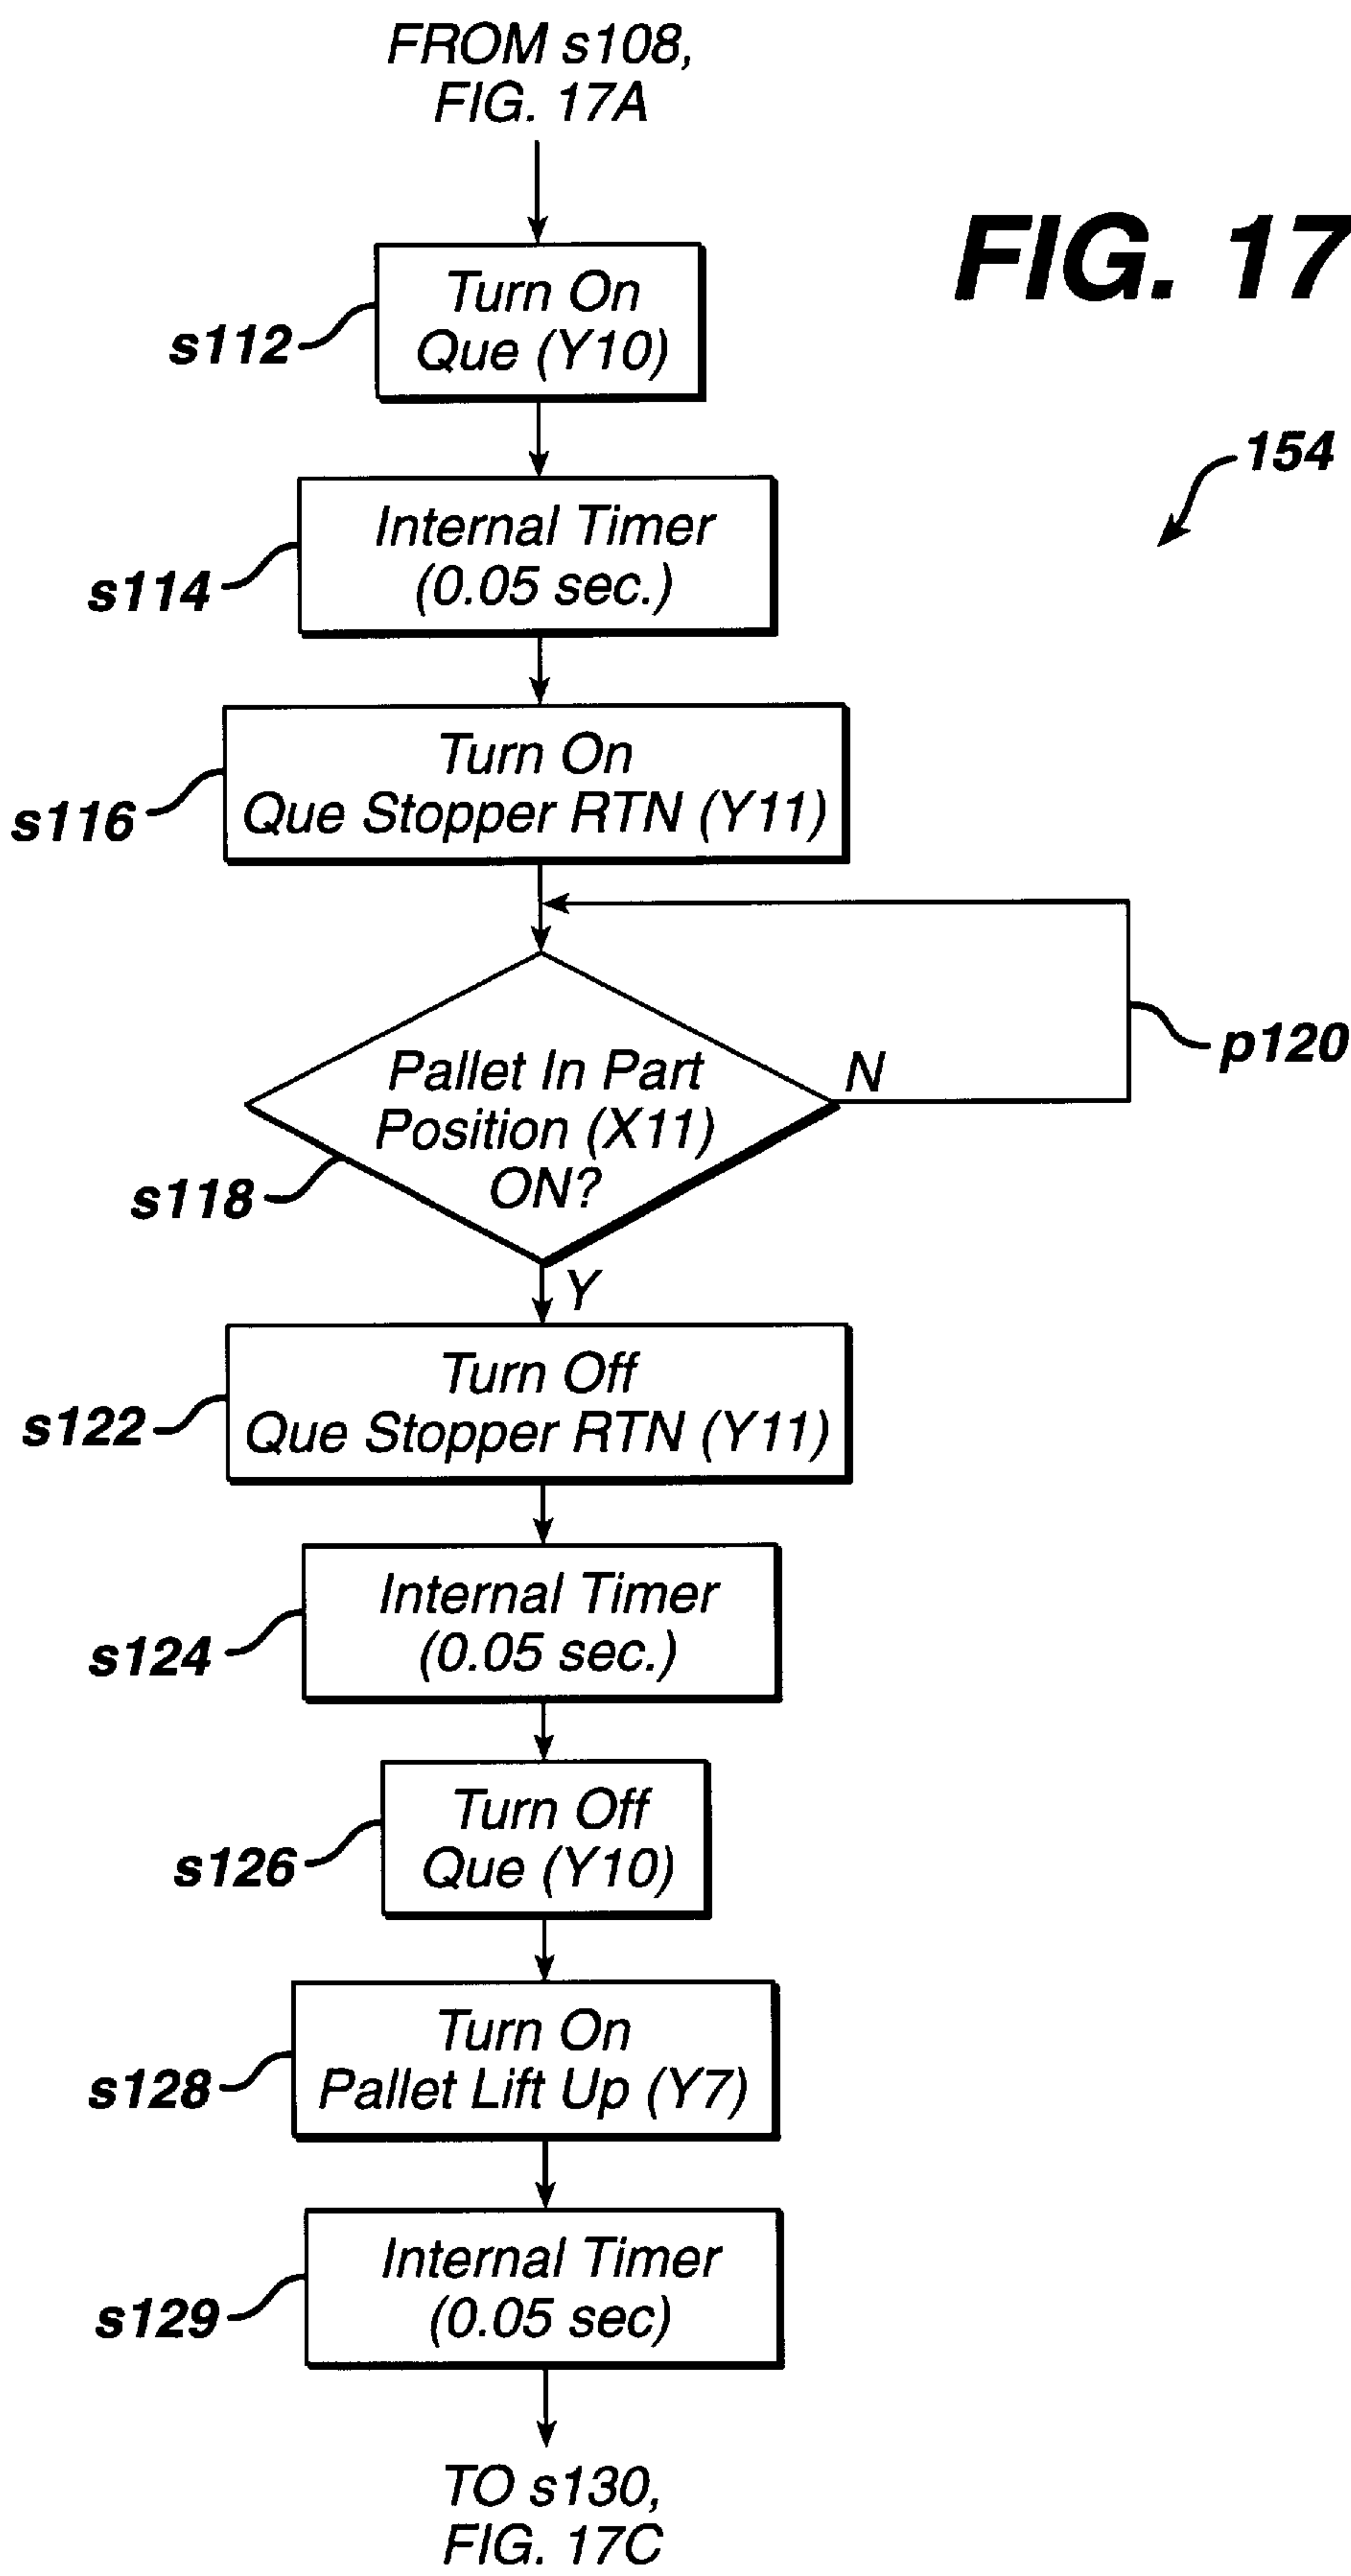 FROM s108,
FIG. 17A
FIG. 17
Turn On
Que (Y10)
s112
154
Internal Timer
(0.05 sec.)
s114
Turn On
Que Stopper RTN (Y11)
s116
p120
Pallet In Part
Position (X11)
ON?
N
s118
Y
Turn Off
Que Stopper RTN (Y11)
s122
Internal Timer
(0.05 sec.)
s124
Turn Off
Que (Y10)
s126
Turn On
Pallet Lift Up (Y7)
s128
Internal Timer
(0.05 sec)
s129
TO s130,
FIG. 17C